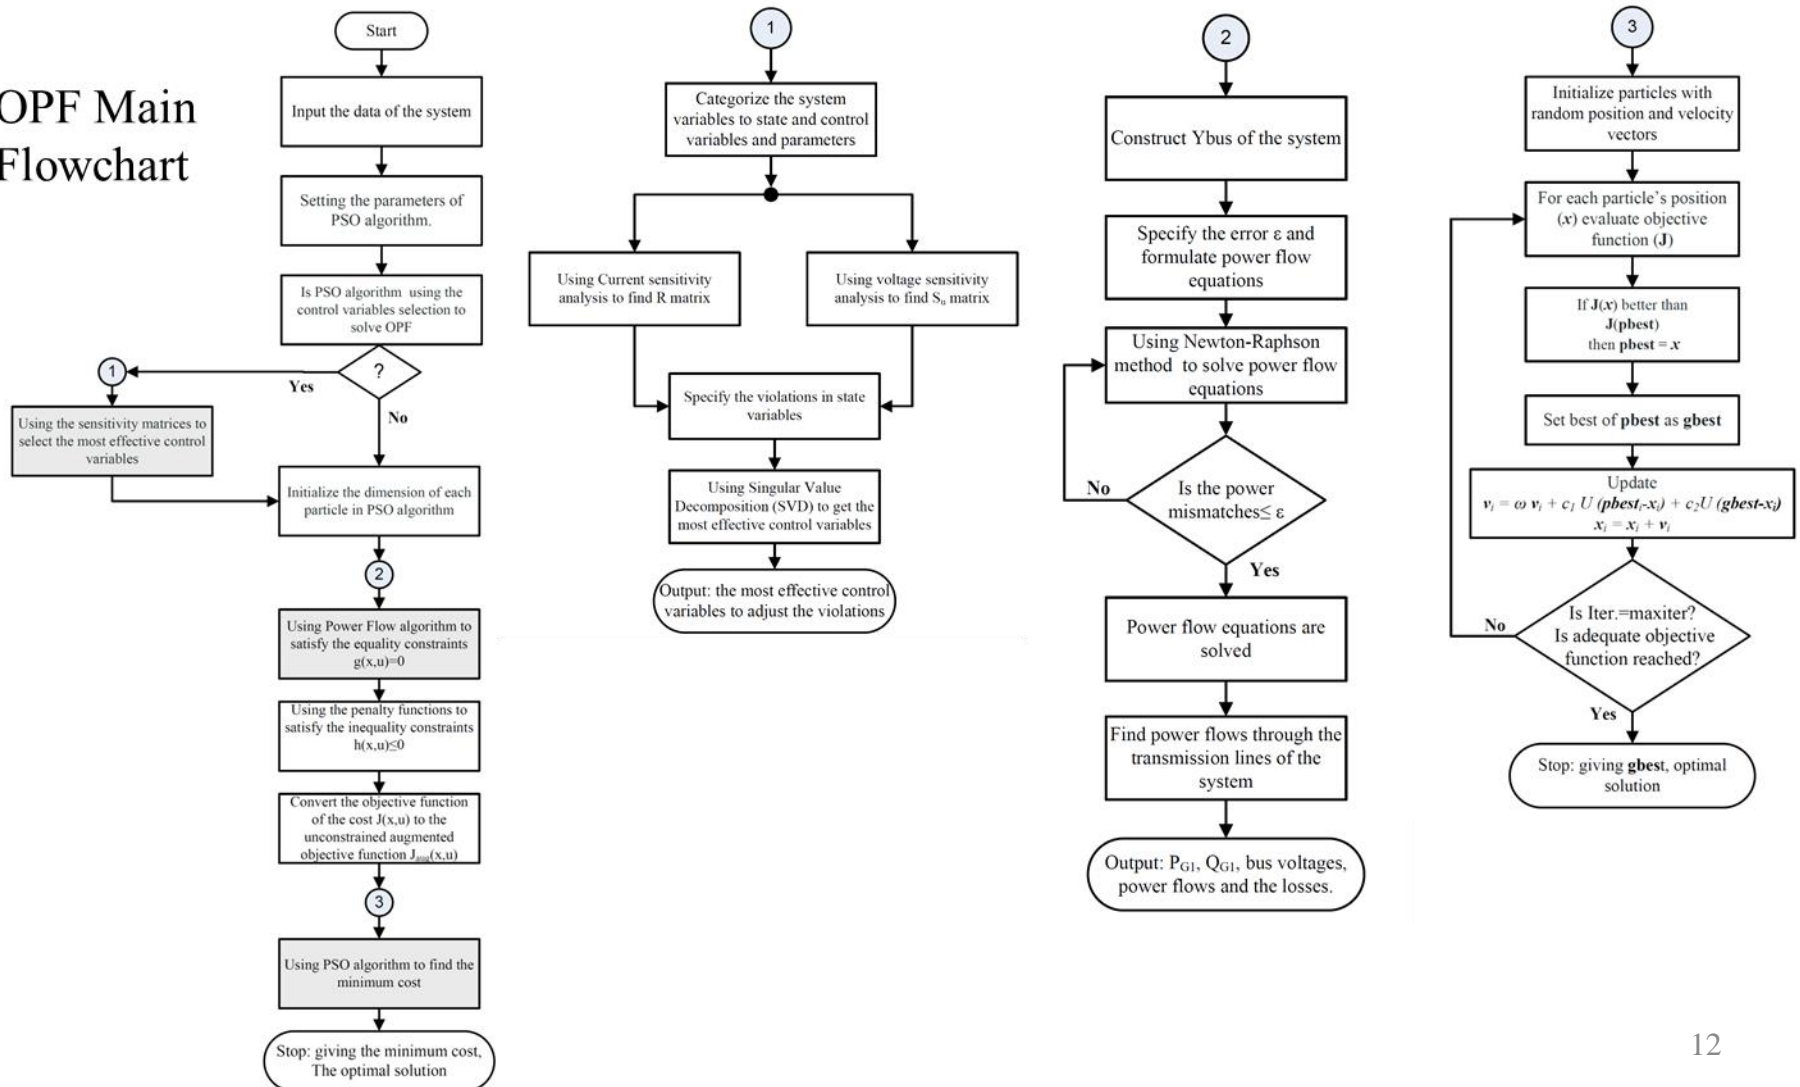 OPF Main
Flowchart
Start
Input the data of the system
Setting the parameters of
PSO algorithm.
Is PSO algorithm using the
control variables selection to
solve OPF
?
Yes
No
1
Using the sensitivity matrices to
select the most effective control
variables
Initialize the dimension of each
particle in PSO algorithm
2
Using Power Flow algorithm to
satisfy the equality constraints
g(x,u)=0
Using the penalty functions to
satisfy the inequality constraints
h(x,u)≤0
Convert the objective function
of the cost J(x,u) to the
unconstrained augmented
objective function Jaug(x,u)
3
Using PSO algorithm to find the
minimum cost
Stop: giving the minimum cost,
The optimal solution
1
Categorize the system
variables to state and control
variables and parameters
Using Current sensitivity
analysis to find R matrix
Using voltage sensitivity
analysis to find Su matrix
Specify the violations in state
variables
Using Singular Value
Decomposition (SVD) to get the
most effective control variables
Output: the most effective control
variables to adjust the violations
2
Construct Ybus of the system
Specify the error ε and
formulate power flow
equations
Using Newton-Raphson
method to solve power flow
equations
Is the power
mismatches≤ ε
No
Yes
Power flow equations are
solved
Find power flows through the
transmission lines of the
system
Output: PG1, QG1, bus voltages,
power flows and the losses.
3
Initialize particles with
random position and velocity
vectors
For each particle's position
(x) evaluate objective
function (J)
If J(x) better than
J(pbest)
then pbest = x
Set best of pbest as gbest
Update
vi = ω vi + c1 U (pbesti-xi) + c2U (gbest-xi)
xi = xi + vi
Is Iter.=maxiter?
Is adequate objective
function reached?
No
Yes
Stop: giving gbest, optimal
solution
12